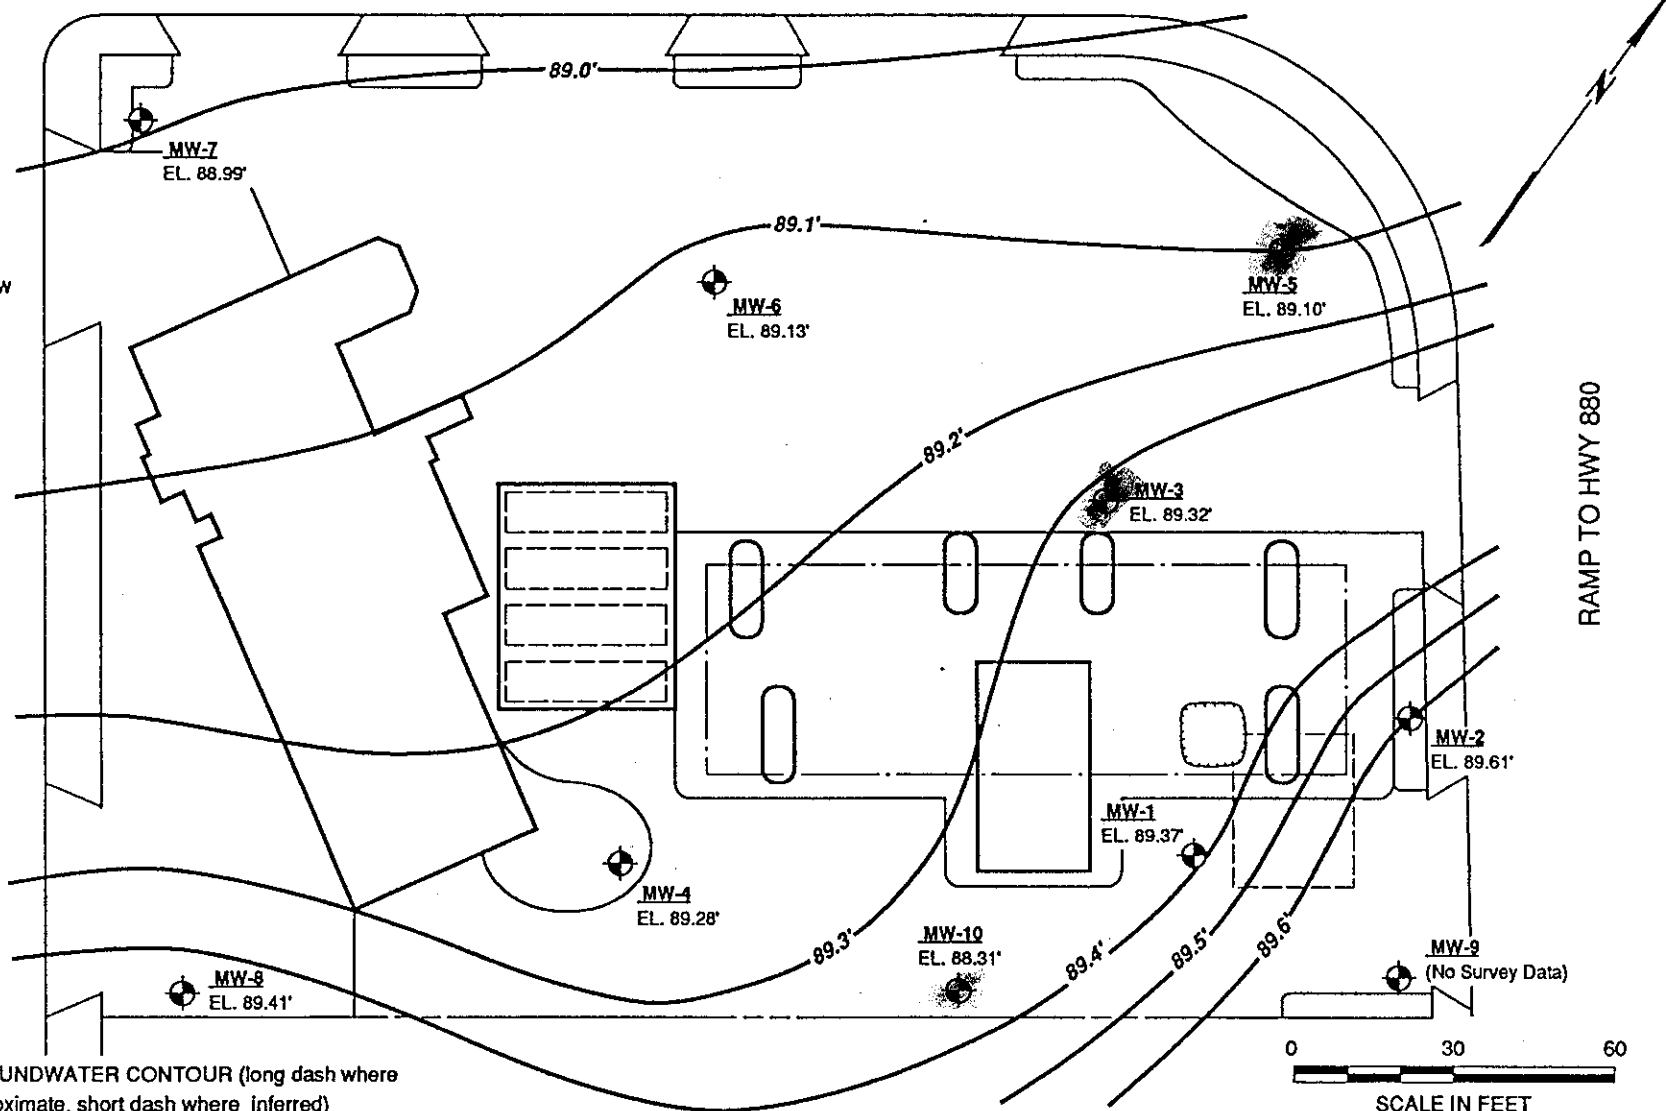 89.0'
N
MW-7
EL. 88.99'
89.1'
W
MW-6
EL. 89.13'
MW-5
EL. 89.10'
RAMP TO HWY 880
89.2'
MW-3
EL. 89.32'
MW-2
EL. 89.61'
MW-1
EL. 89.37'
MW-4
EL. 89.28'
89.3'
MW-10
EL. 88.31'
89.4'
89.5'
89.6'
MW-9
(No Survey Data)
MW-8
EL. 89.41'
0 30 60
SCALE IN FEET
UNDWATER CONTOUR (long dash where
oximate, short dash where inferred)